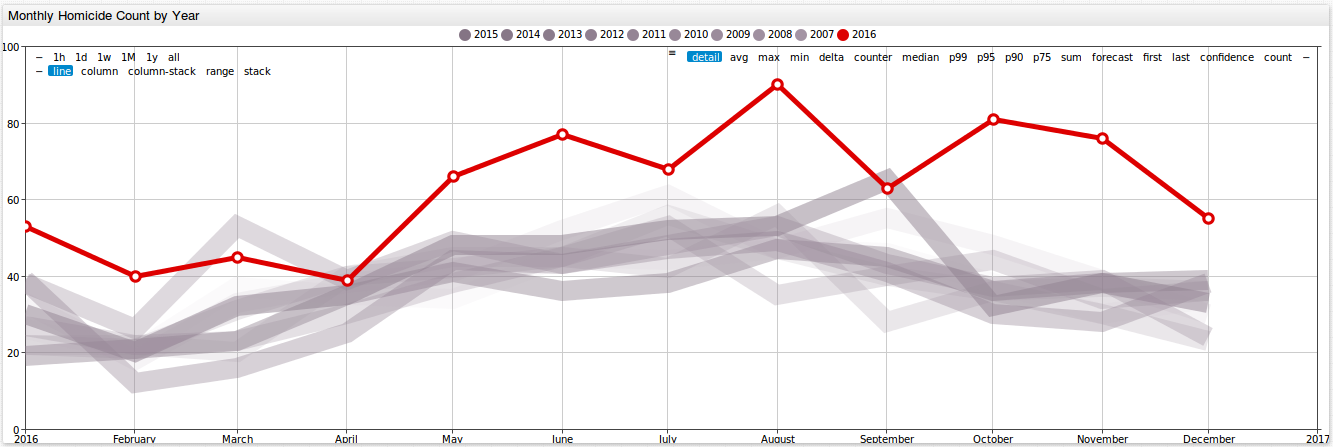 Monthly Homicide Count by Year
2015 2014 2013 2012 2011 2010 2009 2008 2007 2016
100
– 1h 1d 1w 1M 1y all
= detail avg max min delta counter median p99 p95 p90 p75 sum forecast first last confidence count –
– line column column-stack range stack
80
60
40
20
0
2016 February March April May June July August September October November December 2017